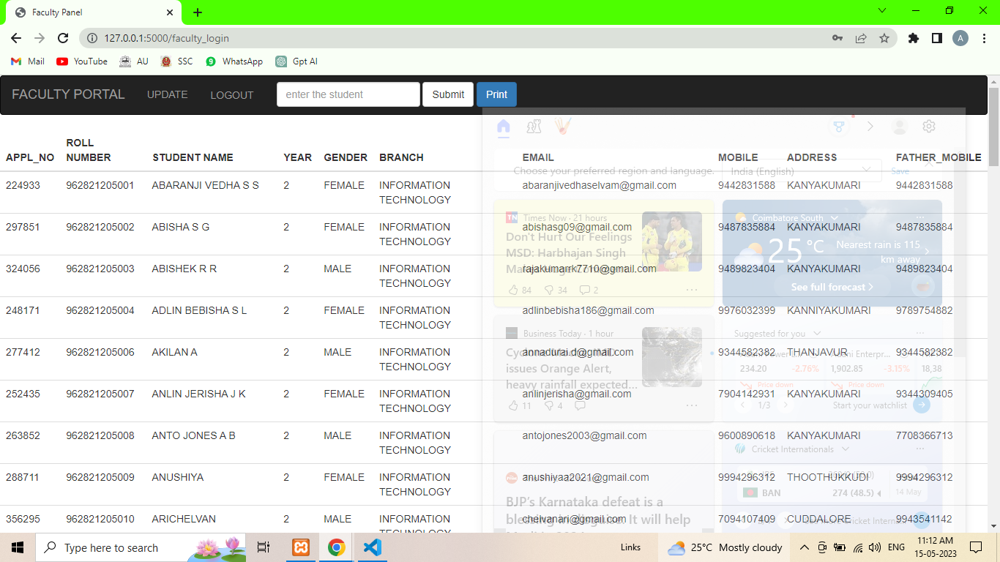 Faculty Panel
127.0.0.1:5000/faculty_login
Mail YouTube AU SSC WhatsApp Gpt AI
FACULTY PORTAL UPDATE LOGOUT enter the student Submit Print
APPL_NO ROLL NUMBER STUDENT NAME YEAR GENDER BRANCH EMAIL MOBILE ADDRESS FATHER_MOBILE
Choose your preferred region and language. India (English) Save
224933 962821205001 ABARANJI VEDHA S S 2 FEMALE INFORMATION TECHNOLOGY abaranjivedhaselvam@gmail.com 9442831588 KANYAKUMARI 9442831588
297851 962821205002 ABISHA S G 2 FEMALE INFORMATION TECHNOLOGY abishasg09@gmail.com 9487835884 KANYAKUMARI 9487835884
324056 962821205003 ABISHEK R R 2 MALE INFORMATION TECHNOLOGY rajakumarrk7710@gmail.com 9489823404 KANYAKUMARI 9489823404
248171 962821205004 ADLIN BEBISHA S L 2 FEMALE INFORMATION TECHNOLOGY adlinbebisha186@gmail.com 9976032399 KANNIYAKUMARI 9789754882
277412 962821205006 AKILAN A 2 MALE INFORMATION TECHNOLOGY annadurai.d@gmail.com 9344582382 THANJAVUR 9344582382
252435 962821205007 ANLIN JERISHA J K 2 FEMALE INFORMATION TECHNOLOGY anlinjerisha@gmail.com 7904142931 KANYAKUMARI 9344309405
263852 962821205008 ANTO JONES A B 2 MALE INFORMATION TECHNOLOGY antojones2003@gmail.com 9600890618 KANYAKUMARI 7708366713
288711 962821205009 ANUSHIYA 2 FEMALE INFORMATION TECHNOLOGY anushiyaa2021@gmail.com 9994296312 THOOTHUKKUDI 9994296312
356295 962821205010 ARICHELVAN 2 MALE INFORMATION TECHNOLOGY chelvanari@gmail.com 7094107409 CUDDALORE 9943541142
TN Times Now · 21 hours
Don't Hurt Our Feelings
MSD: Harbhajan Singh
84 34 2
Coimbatore South
25 °C Nearest rain is 115
km away
See full forecast
Business Today · 1 hour
issues Orange Alert,
heavy rainfall expected...
11 4
Suggested for you
234.20 -2.76% 1,902.85 -3.15% 18,38
Price down Price down
1/3 Start your watchlist
BJP's Karnataka defeat is a
It will help
Cricket Internationals
BAN 274 (48.5) 14 May
Type here to search Links 25°C Mostly cloudy ENG 11:12 AM
15-05-2023